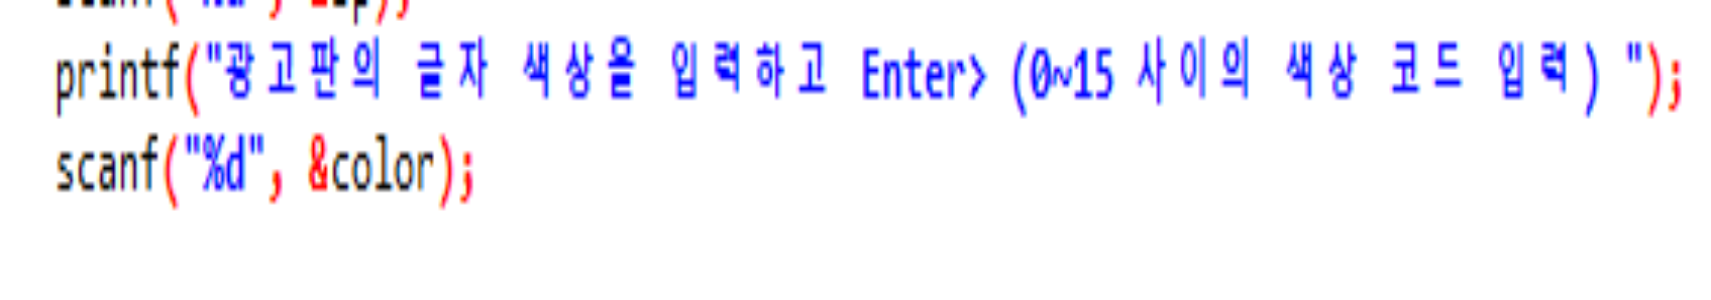 printf("광고판의 글자 색상을 입력하고 Enter> (0~15 사이의 색상 코드 입력) ");
scanf("%d", &color);